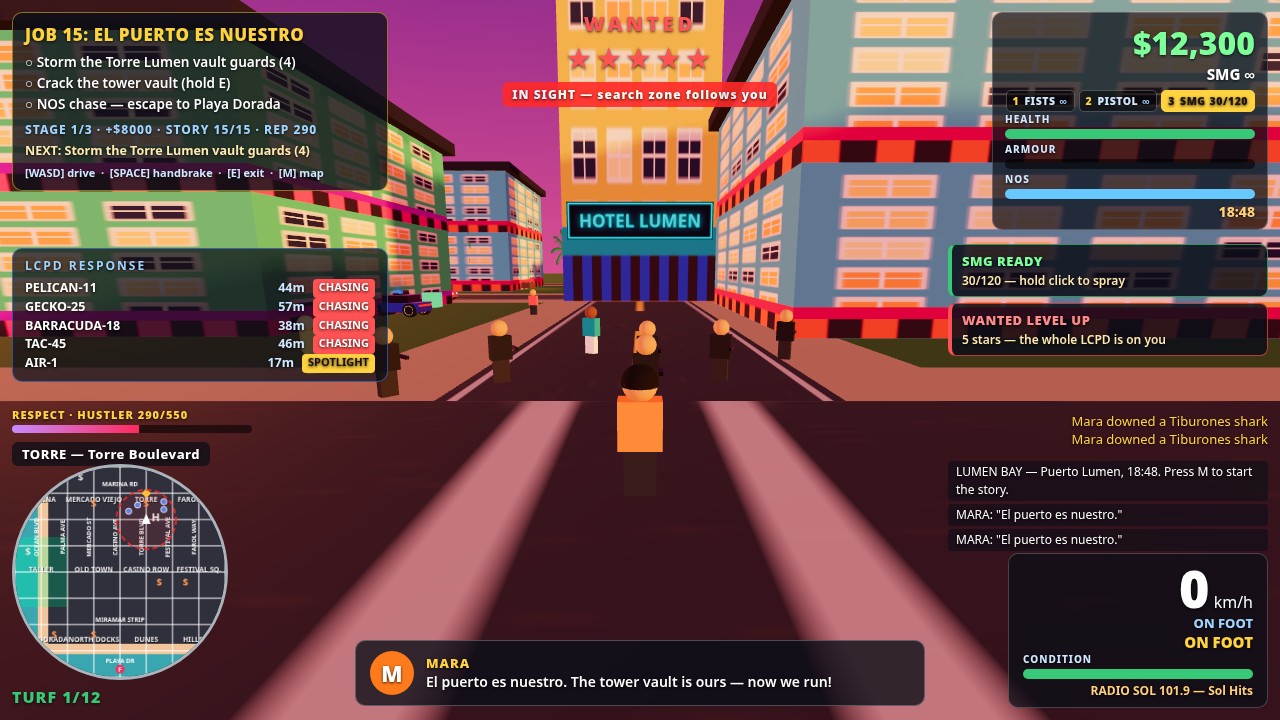 JOB 15: EL PUERTO ES NUESTRO
○ Storm the Torre Lumen vault guards (4)
○ Crack the tower vault (hold E)
○ NOS chase — escape to Playa Dorada
STAGE 1/3 · +$8000 · STORY 15/15 · REP 290
NEXT: Storm the Torre Lumen vault guards (4)
[WASD] drive · [SPACE] handbrake · [E] exit · [M] map
WANTED
★ ★ ★ ★ ★
IN SIGHT — search zone follows you
$12,300
SMG ∞
1 FISTS ∞
2 PISTOL ∞
3 SMG 30/120
HEALTH
ARMOUR
NOS
18:48
HOTEL LUMEN
LCPD RESPONSE
PELICAN-11 44m CHASING
GECKO-25 57m CHASING
BARRACUDA-18 38m CHASING
TAC-45 46m CHASING
AIR-1 17m SPOTLIGHT
SMG READY
30/120 — hold click to spray
WANTED LEVEL UP
5 stars — the whole LCPD is on you
RESPECT · HUSTLER 290/550
TORRE — Torre Boulevard
MARINA RD
MERCADO VIEJO
TORRE
PALMA AVE
MERCADO ST
FESTIVAL AVE
FAROL WAY
H
OLD TOWN
CASINO ROW
FESTIVAL SQ
MIRAMAR STRIP
NORTH DOCKS
DUNES
PLAYA DR
TURF 1/12
Mara downed a Tiburones shark
Mara downed a Tiburones shark
LUMEN BAY — Puerto Lumen, 18:48. Press M to start
the story.
MARA: "El puerto es nuestro."
MARA: "El puerto es nuestro."
M
MARA
El puerto es nuestro. The tower vault is ours — now we run!
0 km/h
ON FOOT
ON FOOT
CONDITION
RADIO SOL 101.9 — Sol Hits